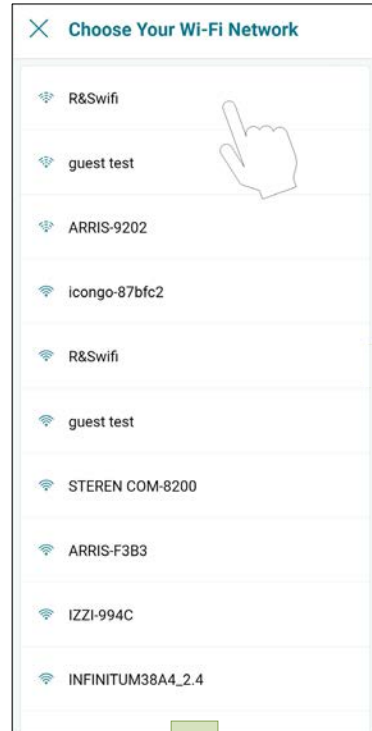 Choose Your Wi-Fi Network
R&Swifi
guest test
ARRIS-9202
icongo-87bfc2
R&Swifi
guest test
STEREN COM-8200
ARRIS-F3B3
IZZI-994C
INFINITUM38A4_2.4